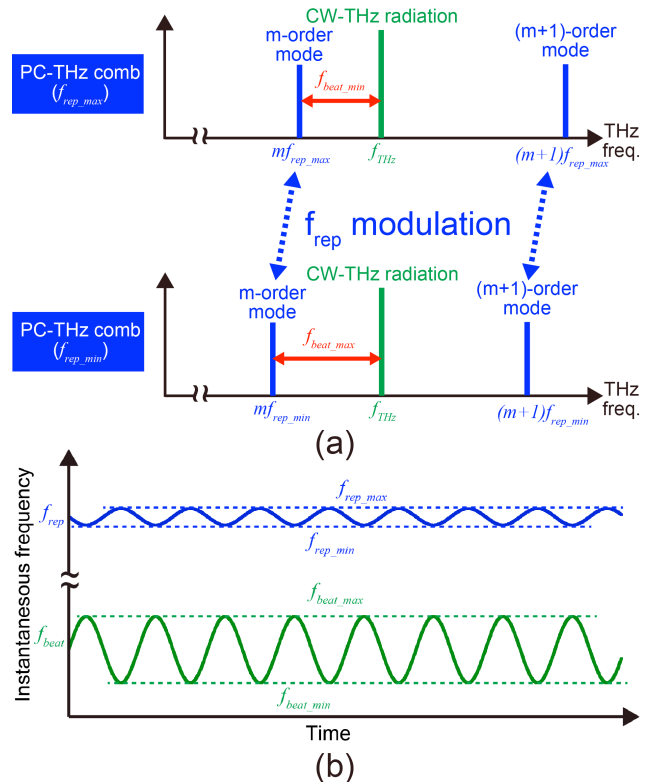 m-order
mode
CW-THz radiation
(m+1)-order
mode
PC-THz comb
(f_rep_max)
f_beat_min
THz
freq.
mf_rep_max
f_THz
(m+1)f_rep_max
f_rep modulation
CW-THz radiation
m-order
mode
(m+1)-order
mode
PC-THz comb
(f_rep_min)
f_beat_max
THz
freq.
mf_rep_min
f_THz
(m+1)f_rep_min
(a)
Instantanesous frequency
f_rep_max
f_rep
f_rep_min
f_beat_max
f_beat
f_beat_min
Time
(b)